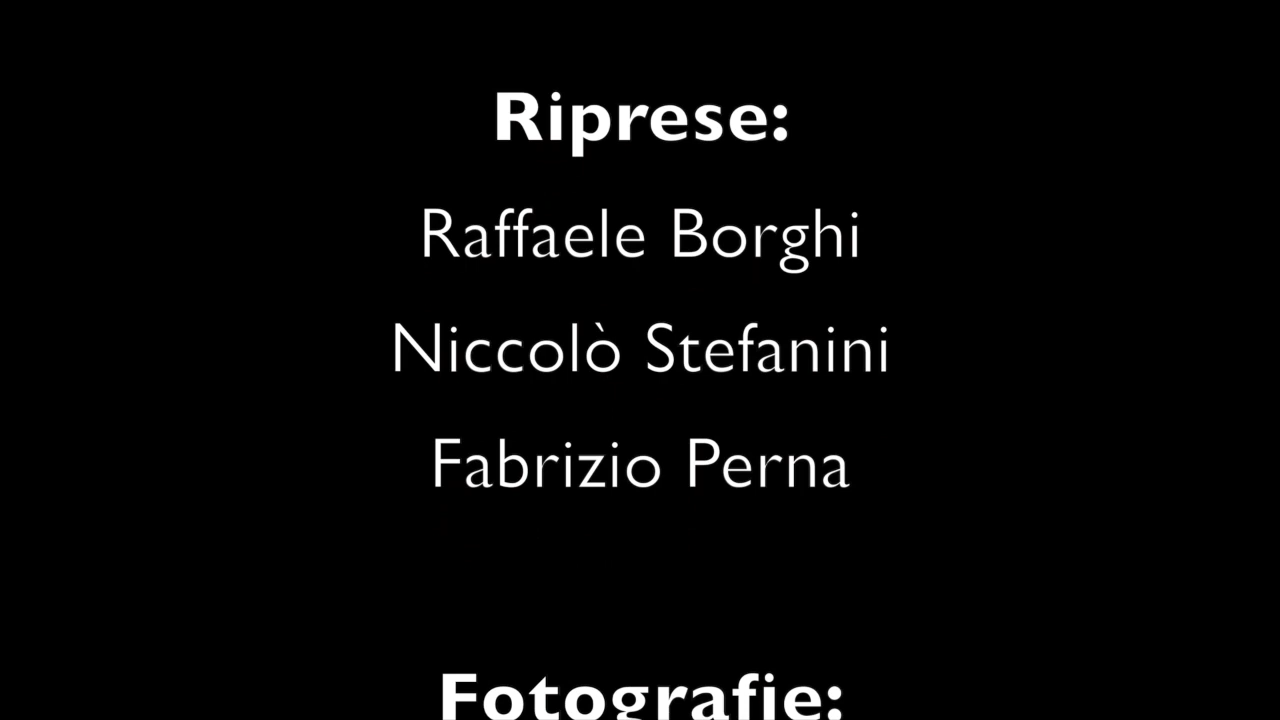 Riprese:
Raffaele Borghi
Niccolò Stefanini
Fabrizio Perna
Fotografie: